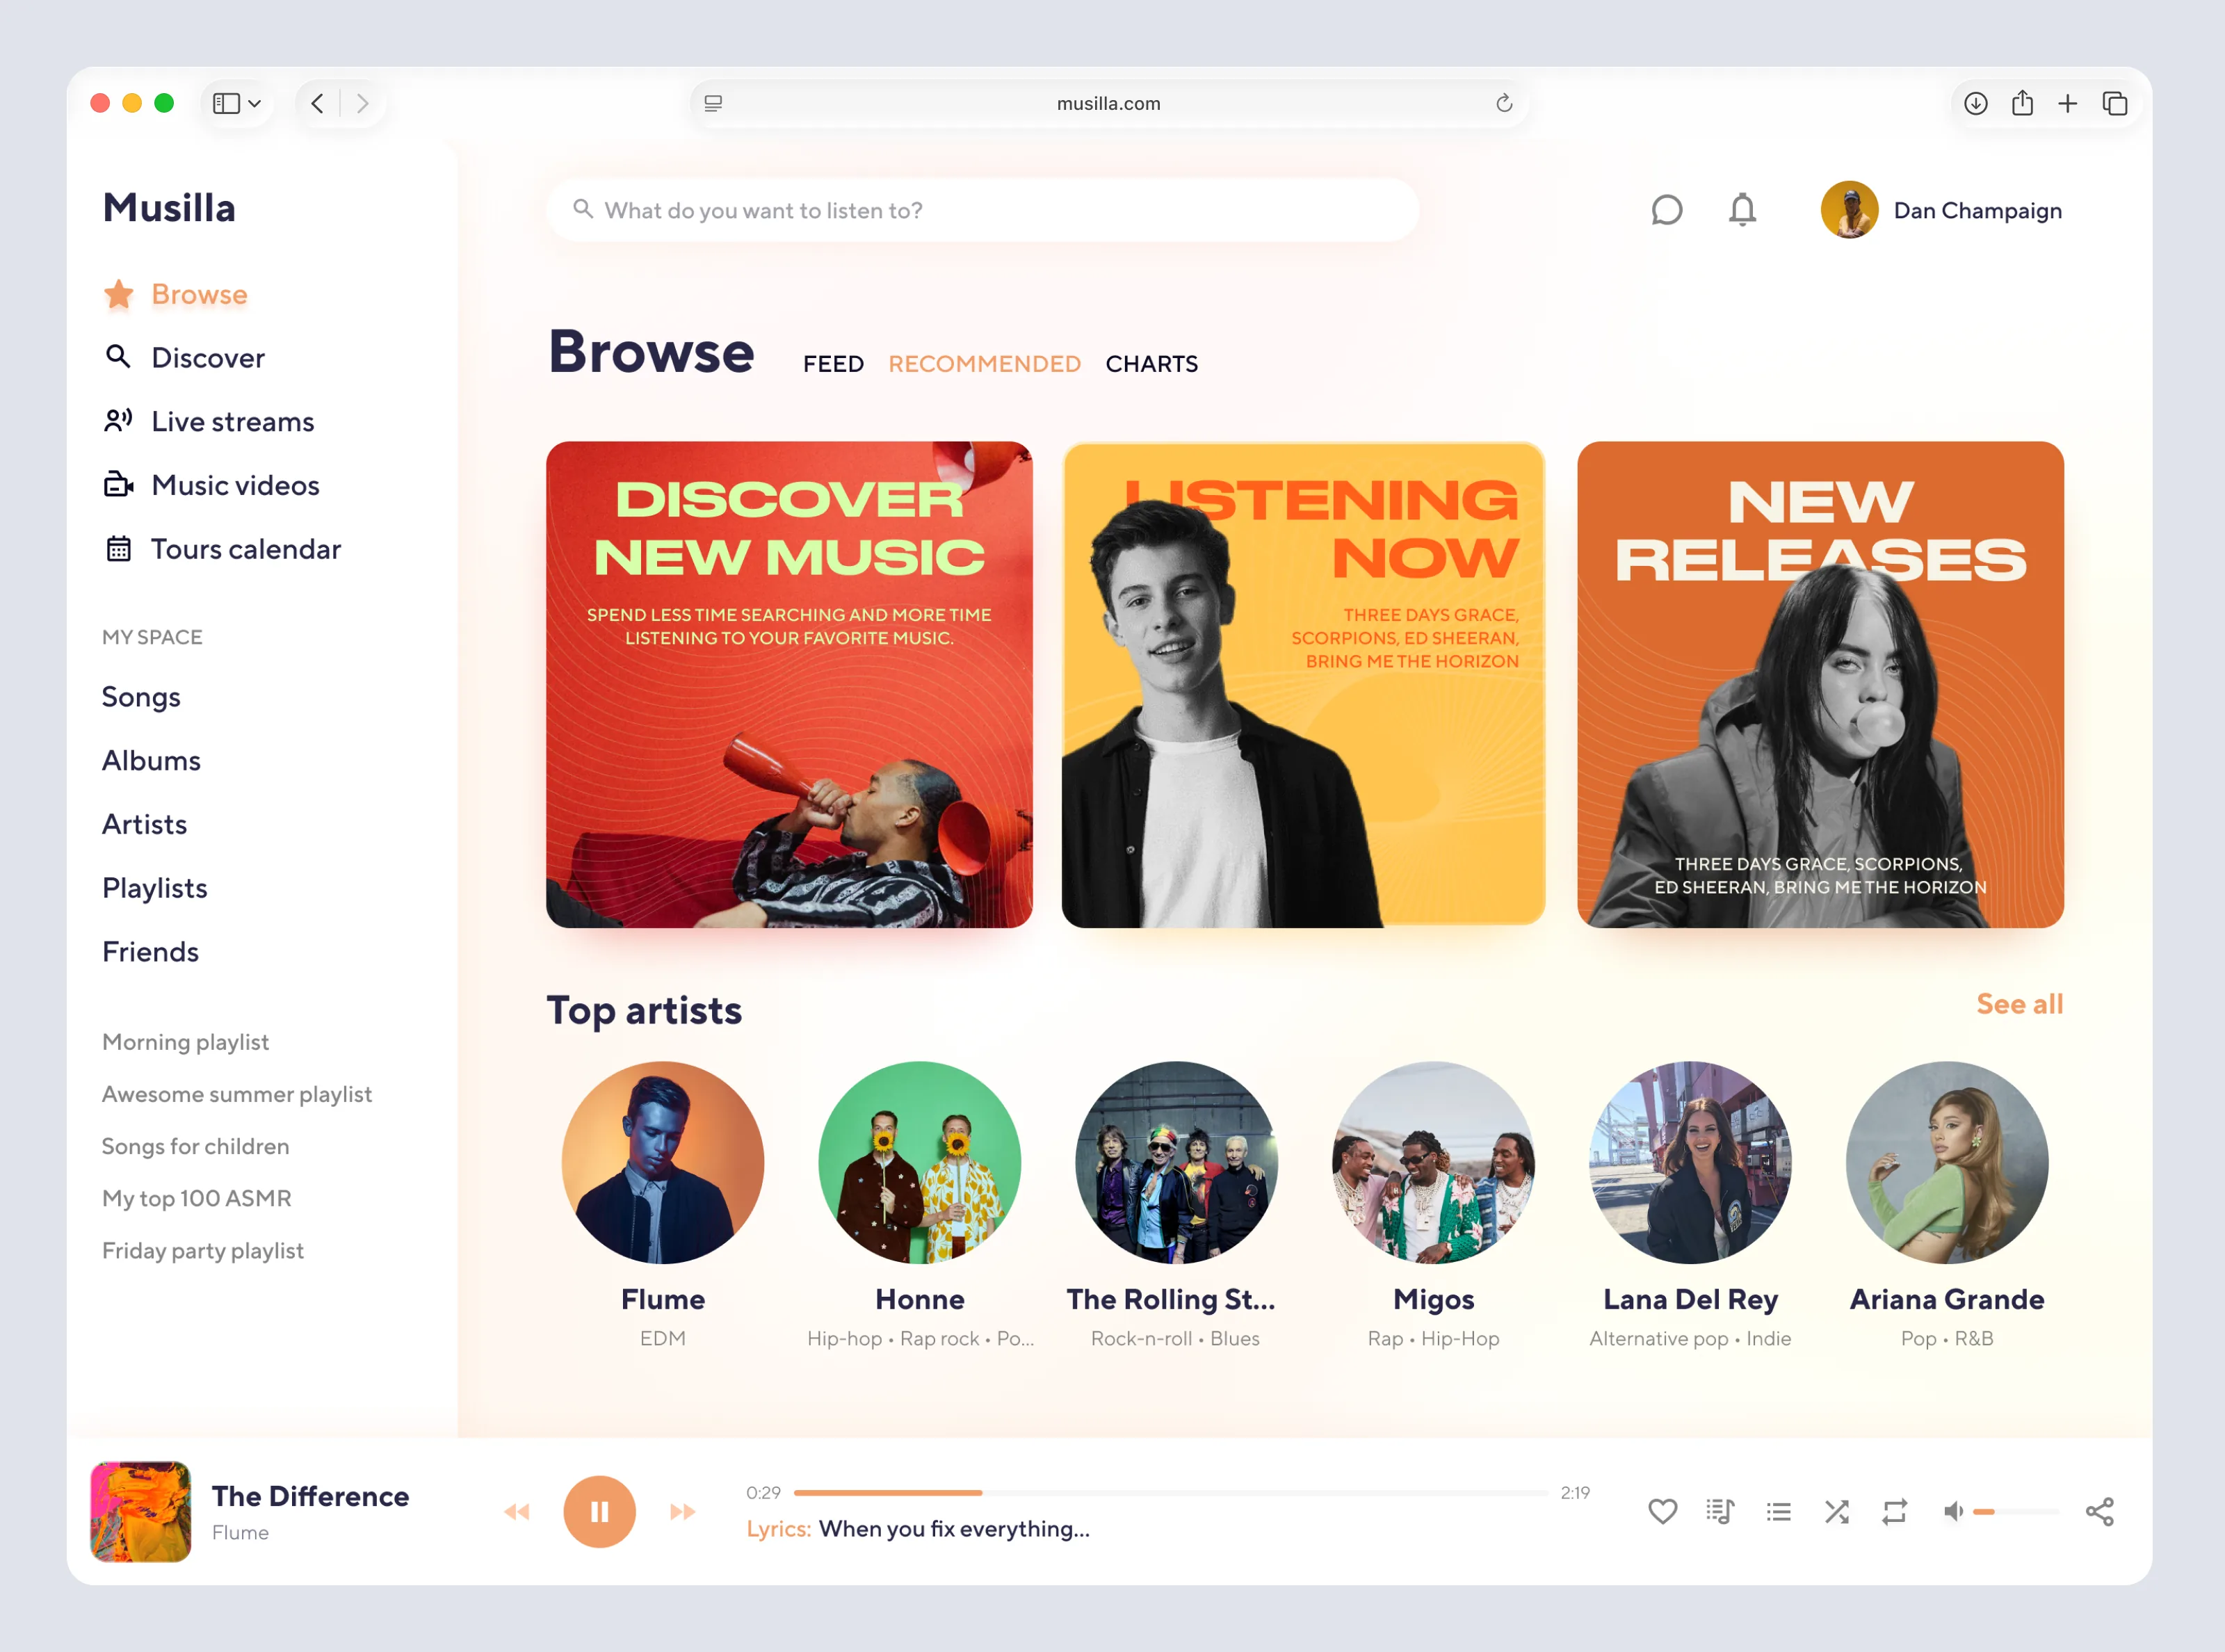 musilla.com
Musilla
Browse
Discover
Live streams
Music videos
Tours calendar
MY SPACE
Songs
Albums
Artists
Playlists
Friends
Morning playlist
Awesome summer playlist
Songs for children
My top 100 ASMR
Friday party playlist
What do you want to listen to?
Dan Champaign
Browse
FEED RECOMMENDED CHARTS
DISCOVER
NEW MUSIC
SPEND LESS TIME SEARCHING AND MORE TIME
LISTENING TO YOUR FAVORITE MUSIC.
LISTENING
NOW
THREE DAYS GRACE,
SCORPIONS, ED SHEERAN,
BRING ME THE HORIZON
NEW
RELEASES
THREE DAYS GRACE, SCORPIONS,
ED SHEERAN, BRING ME THE HORIZON
Top artists
See all
Flume
EDM
Honne
Hip-hop • Rap rock • Po...
The Rolling St...
Rock-n-roll • Blues
Migos
Rap • Hip-Hop
Lana Del Rey
Alternative pop • Indie
Ariana Grande
Pop • R&B
The Difference
Flume
0:29
2:19
Lyrics: When you fix everything...